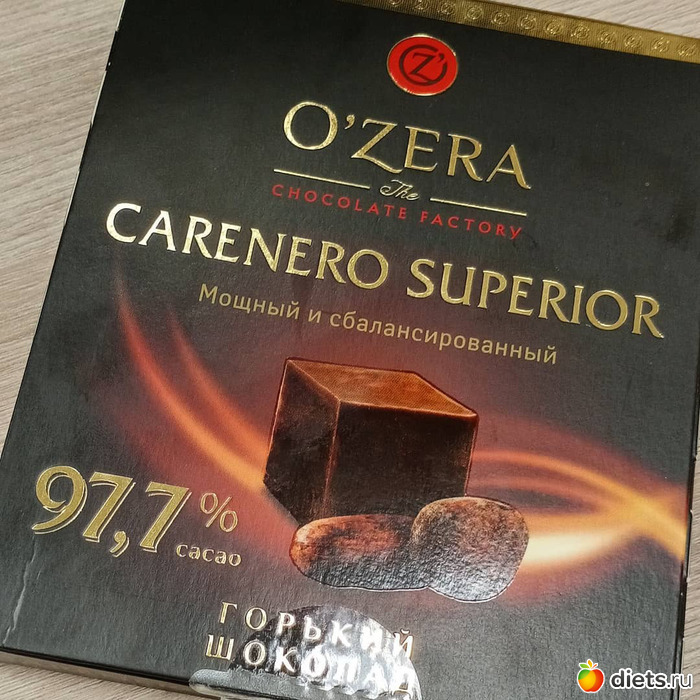 O'ZERA
The
CHOCOLATE FACTORY
CARENERO SUPERIOR
Мощный и сбалансированный
97,7%
cacao
ГОРЬКИЙ
ШОКОЛАД
diets.ru